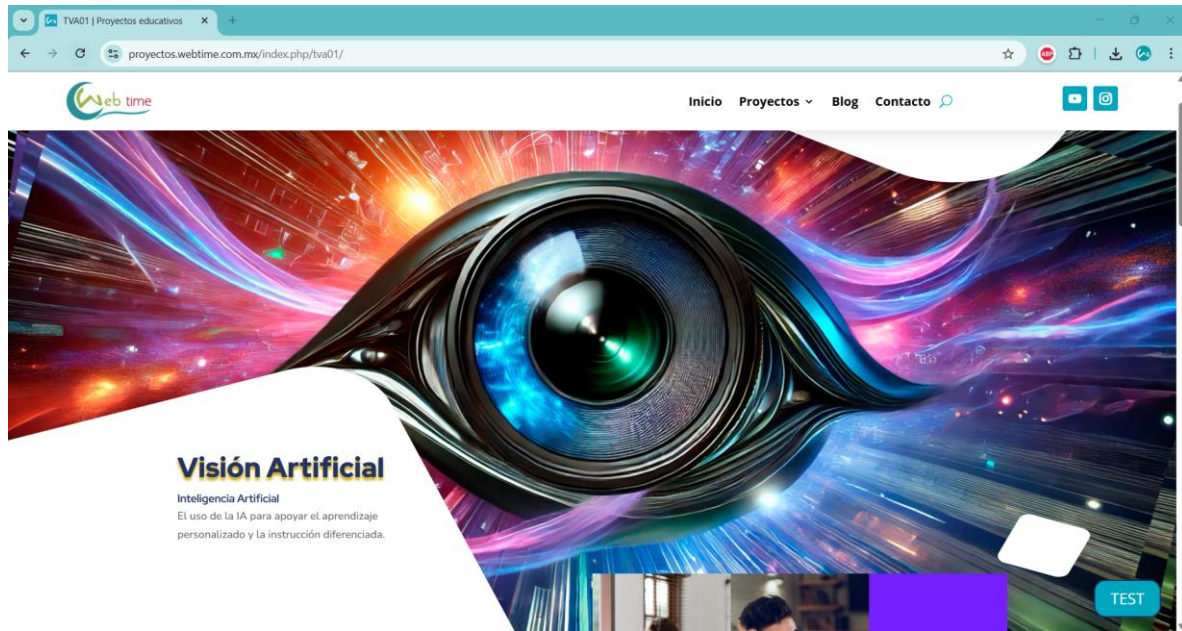 TVA01 | Proyectos educativos
proyectos.webtime.com.mx/index.php/tva01/
ABP
Web time
Inicio Proyectos Blog Contacto
Visión Artificial
Inteligencia Artificial
El uso de la IA para apoyar el aprendizaje
personalizado y la instrucción diferenciada.
TEST